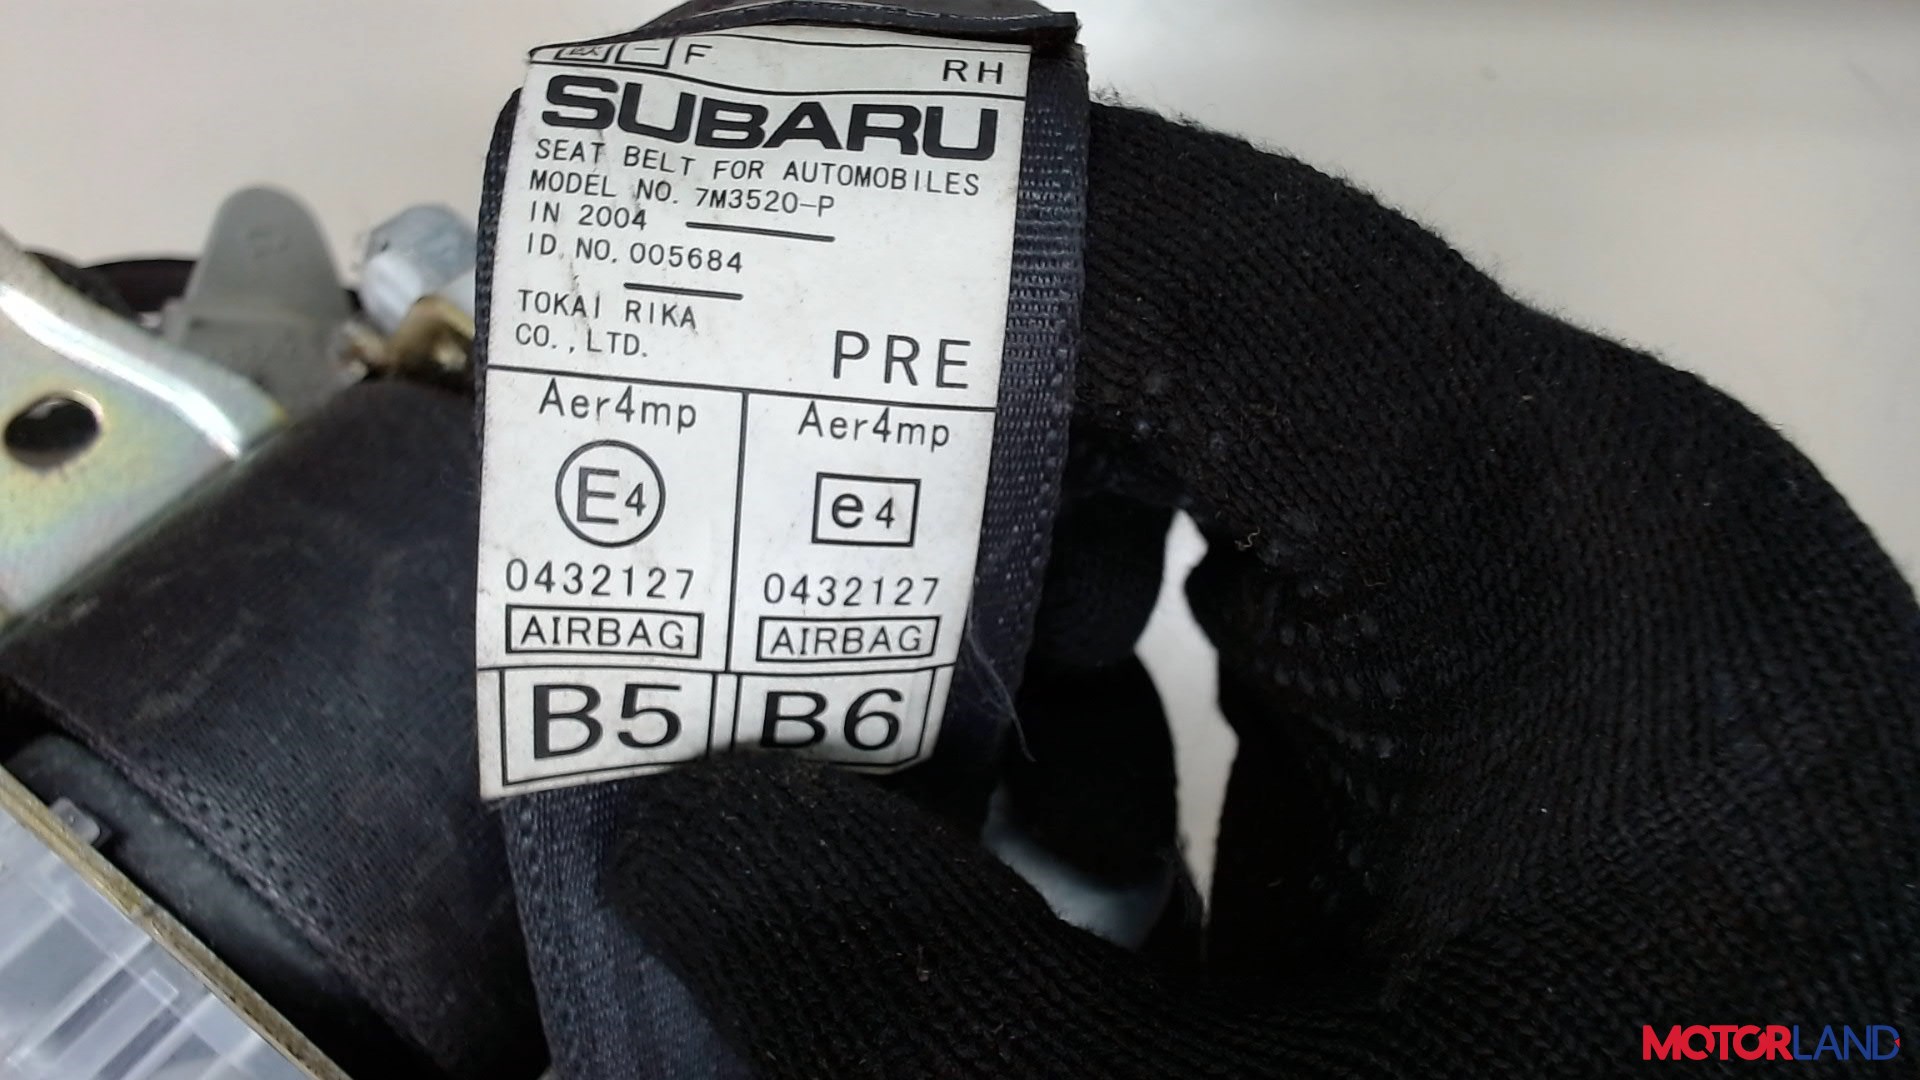 F RH
SUBARU
SEAT BELT FOR AUTOMOBILES
MODEL NO. 7M3520-P
IN 2004
ID. NO. 005684
TOKAI RIKA
CO., LTD.
PRE
Aer4mp Aer4mp
E4 e4
0432127 0432127
AIRBAG AIRBAG
B5 B6
MOTORLAND